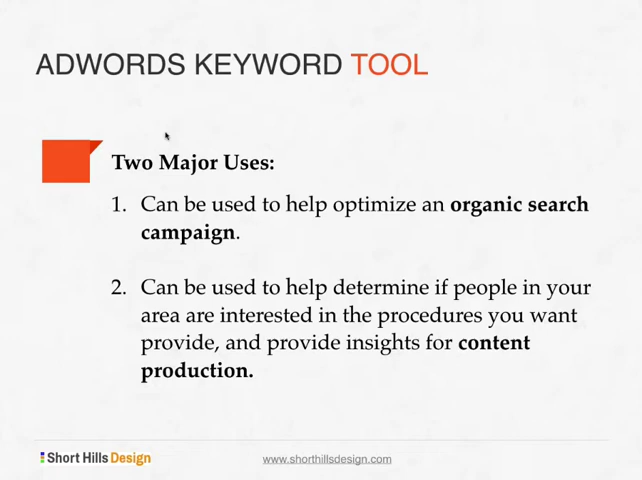 ADWORDS KEYWORD TOOL
Two Major Uses:
1. Can be used to help optimize an organic search
campaign.
2. Can be used to help determine if people in your
area are interested in the procedures you want
provide, and provide insights for content
production.
Short Hills Design
www.shorthillsdesign.com